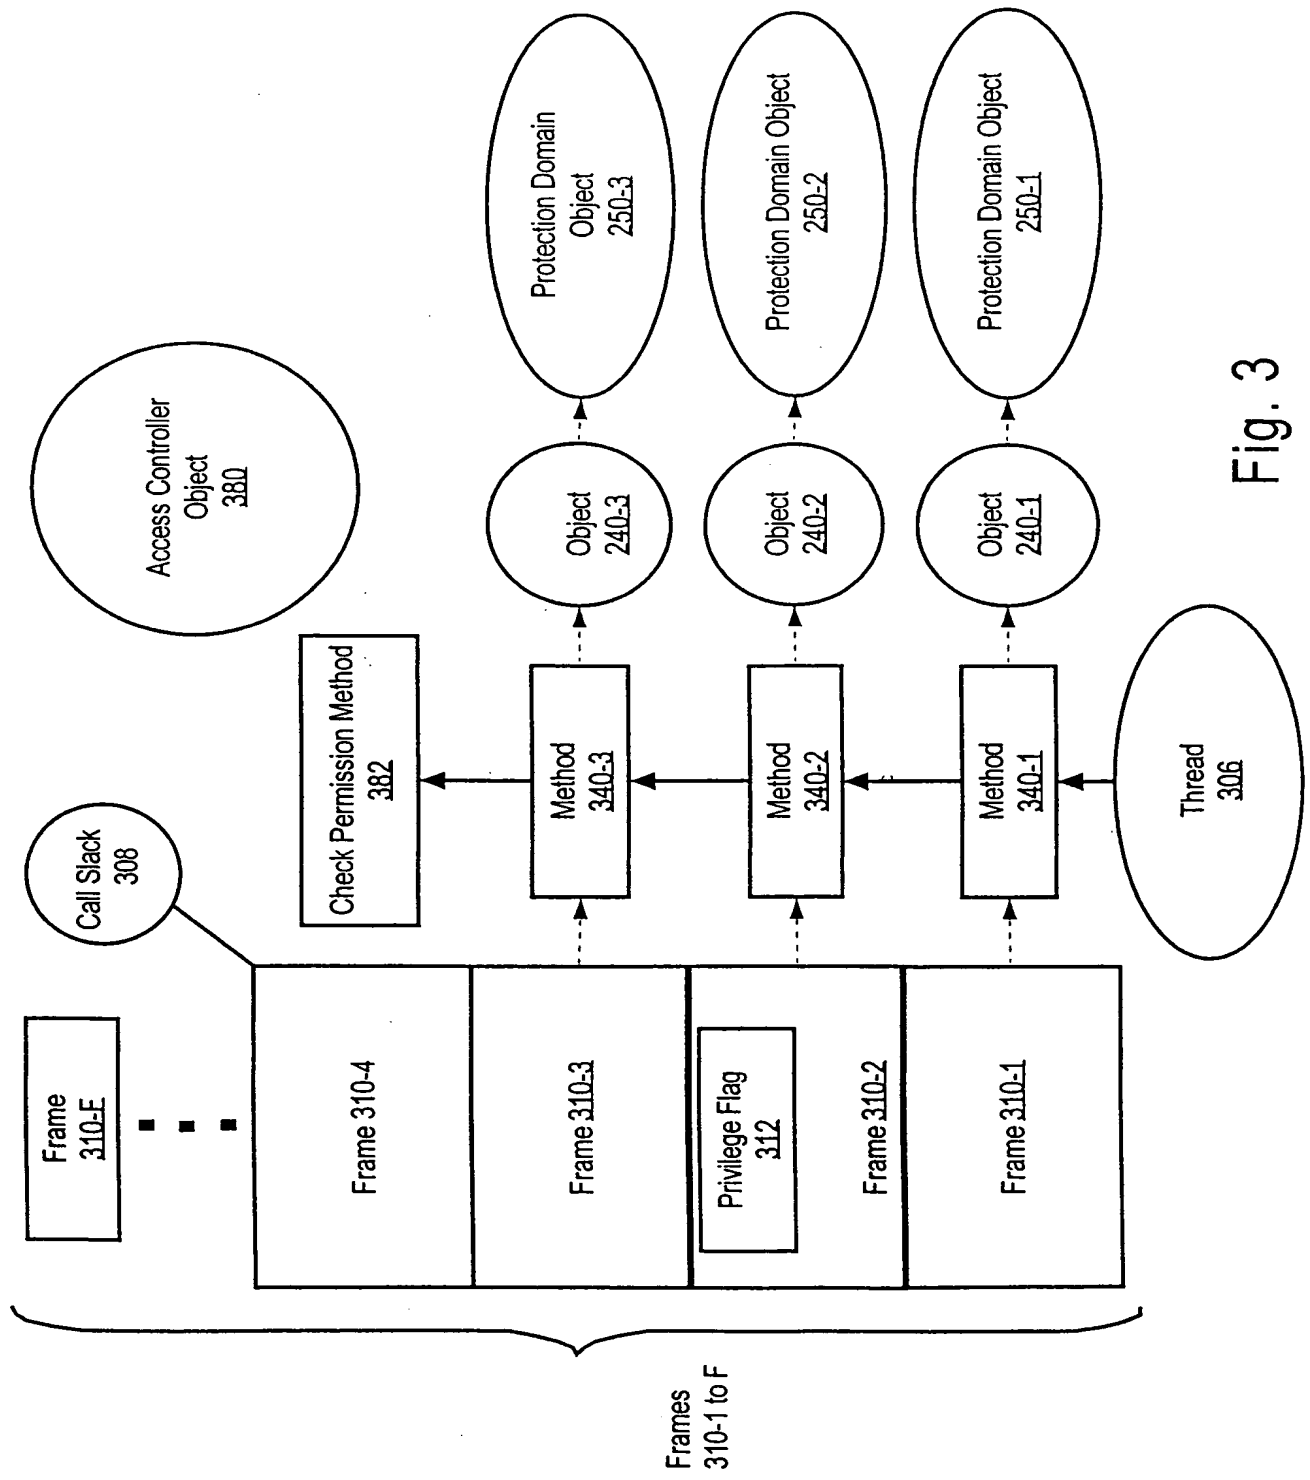 Frame
310-F
Call Slack
308
Access Controller
Object
380
Frame 310-4
Check Permission Method
382
Frame 310-3
Method
340-3
Object
240-3
Protection Domain
Object
250-3
Privilege Flag
312
Frame 310-2
Method
340-2
Object
240-2
Protection Domain Object
250-2
Frame 310-1
Method
340-1
Object
240-1
Protection Domain Object
250-1
Thread
306
Frames
310-1 to F
Fig. 3